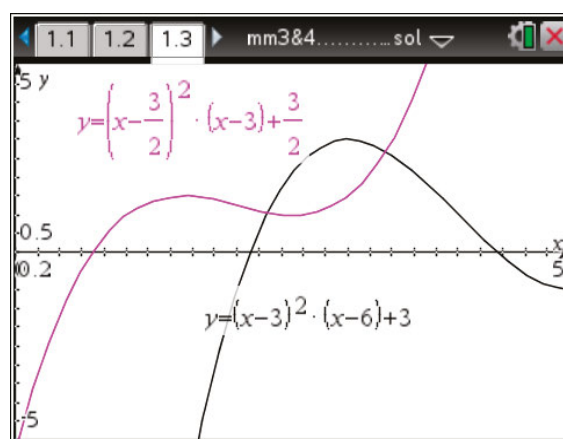 1.1 1.2 1.3 mm3&4............sol
5 y
y=(x-3/2)^2·(x-3)+3/2
0.5
x
0.2
5
y=(x-3)^2·(x-6)+3
-5